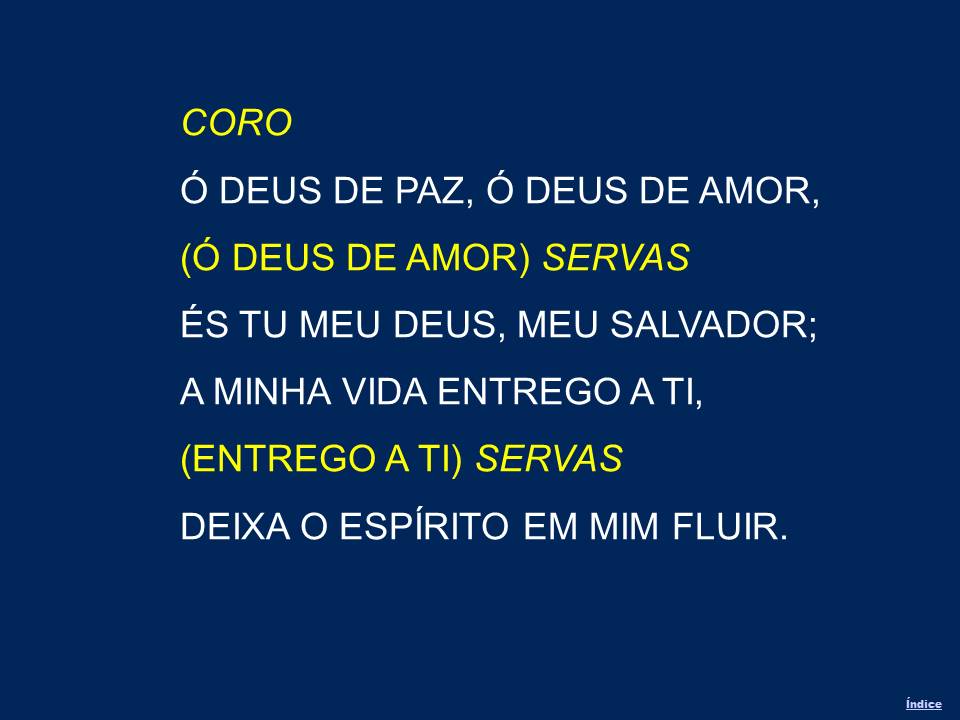 CORO
Ó DEUS DE PAZ, Ó DEUS DE AMOR,
(Ó DEUS DE AMOR) SERVAS
ÉS TU MEU DEUS, MEU SALVADOR;
A MINHA VIDA ENTREGO A TI,
(ENTREGO A TI) SERVAS
DEIXA O ESPÍRITO EM MIM FLUIR.
Índice